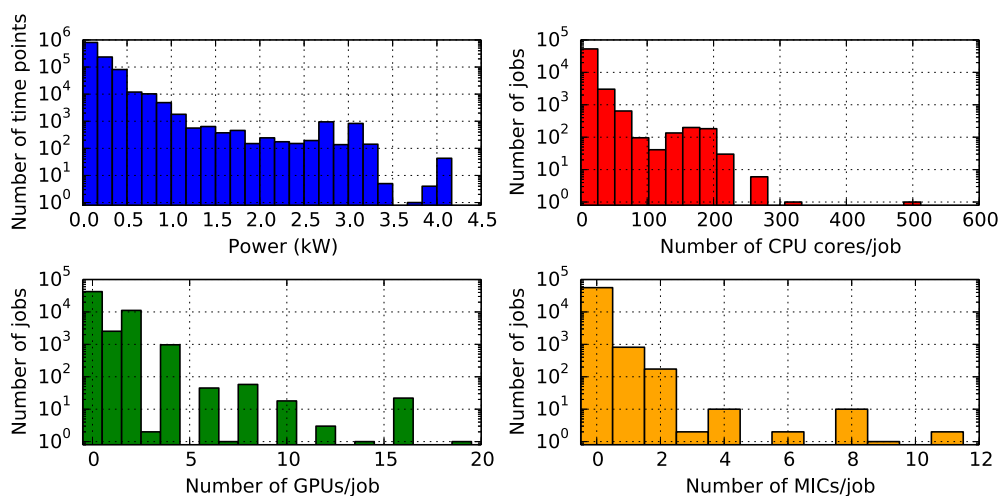 Number of time points
10^6
10^5
10^4
10^3
10^2
10^1
10^0
0.0 0.5 1.0 1.5 2.0 2.5 3.0 3.5 4.0 4.5
Power (kW)
Number of jobs
10^5
10^4
10^3
10^2
10^1
10^0
0 100 200 300 400 500 600
Number of CPU cores/job
Number of jobs
10^5
10^4
10^3
10^2
10^1
10^0
0 5 10 15 20
Number of GPUs/job
Number of jobs
10^5
10^4
10^3
10^2
10^1
10^0
0 2 4 6 8 10 12
Number of MICs/job